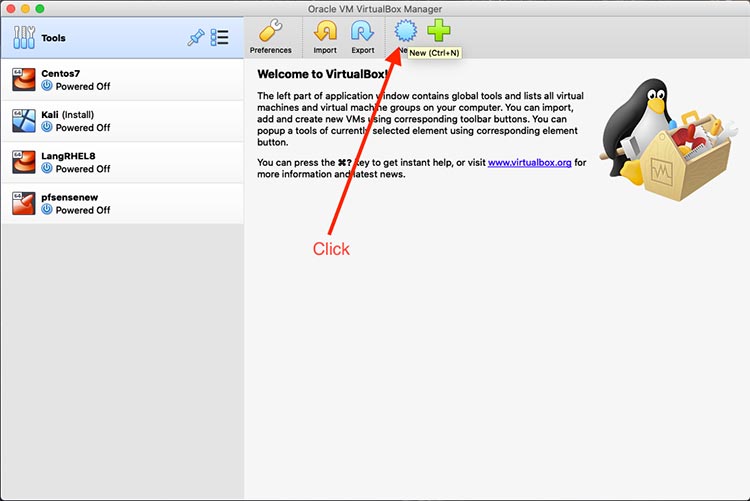 Oracle VM VirtualBox Manager
Tools
Preferences
Import
Export
New (Ctrl+N)
Centos7
Powered Off
Kali (Install)
Powered Off
LangRHEL8
Powered Off
pfsensenew
Powered Off
Welcome to VirtualBox!
The left part of application window contains global tools and lists all virtual
machines and virtual machine groups on your computer. You can import,
add and create new VMs using corresponding toolbar buttons. You can
popup a tools of currently selected element using corresponding element
button.
You can press the ⌘? key to get instant help, or visit www.virtualbox.org for
more information and latest news.
Click